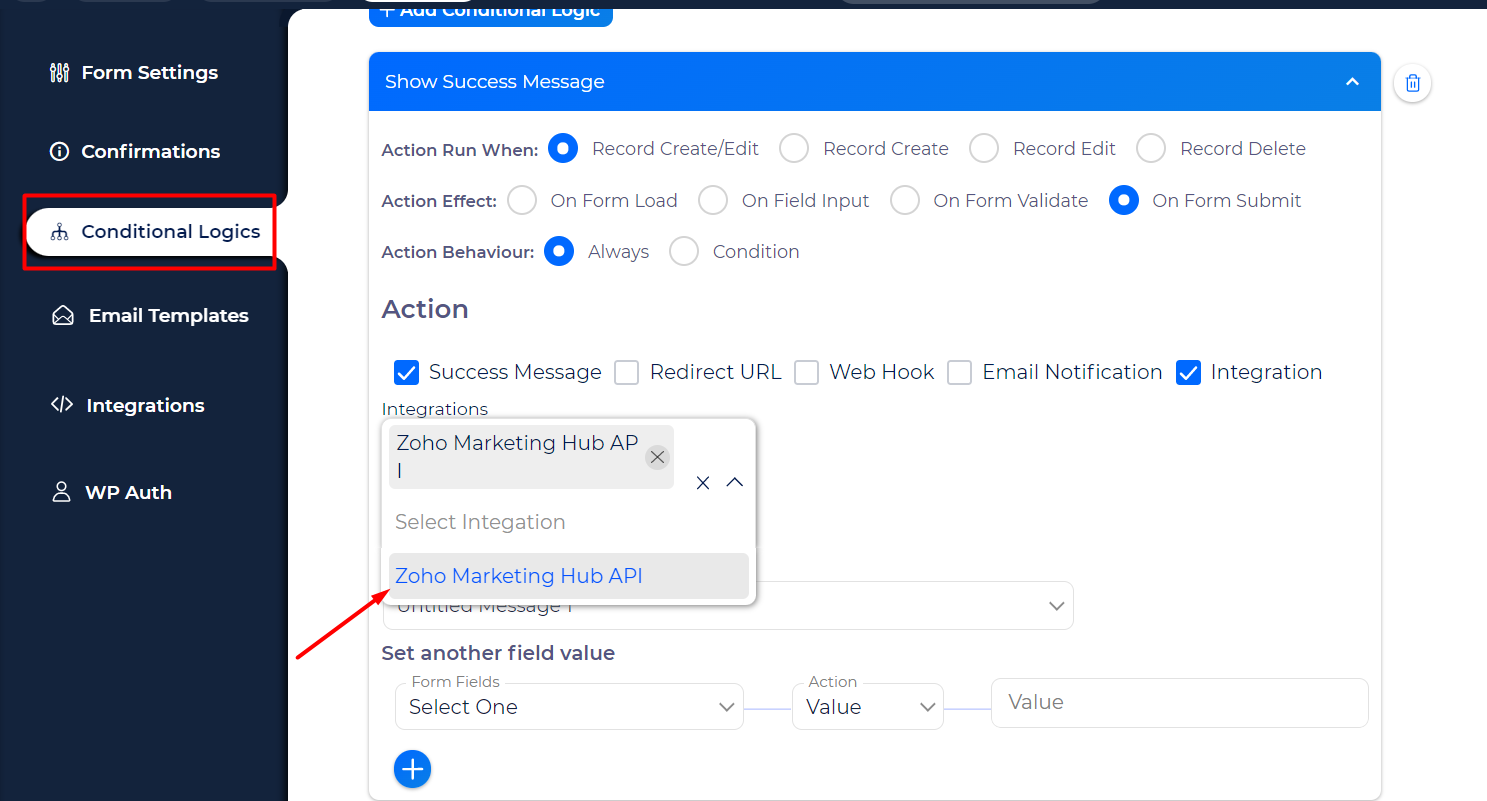 + Add Conditional Logic
Form Settings
Confirmations
Conditional Logics
Email Templates
Integrations
WP Auth
Show Success Message
Action Run When: Record Create/Edit Record Create Record Edit Record Delete
Action Effect: On Form Load On Field Input On Form Validate On Form Submit
Action Behaviour: Always Condition
Action
Success Message Redirect URL Web Hook Email Notification Integration
Integrations
Zoho Marketing Hub AP
I
Select Integation
Zoho Marketing Hub API
Untitled Message 1
Set another field value
Form Fields
Select One
Action
Value
Value